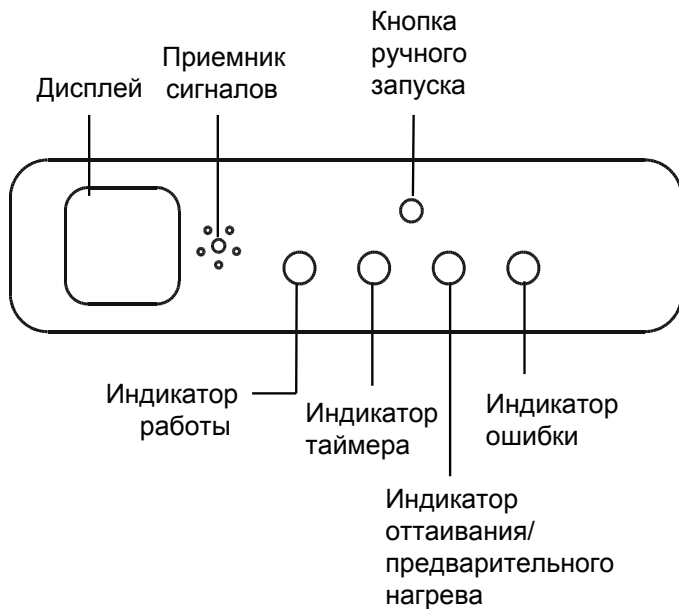 Дисплей
Приемник
сигналов
Кнопка
ручного
запуска
Индикатор
работы
Индикатор
таймера
Индикатор
оттаивания/
предварительного
нагрева
Индикатор
ошибки